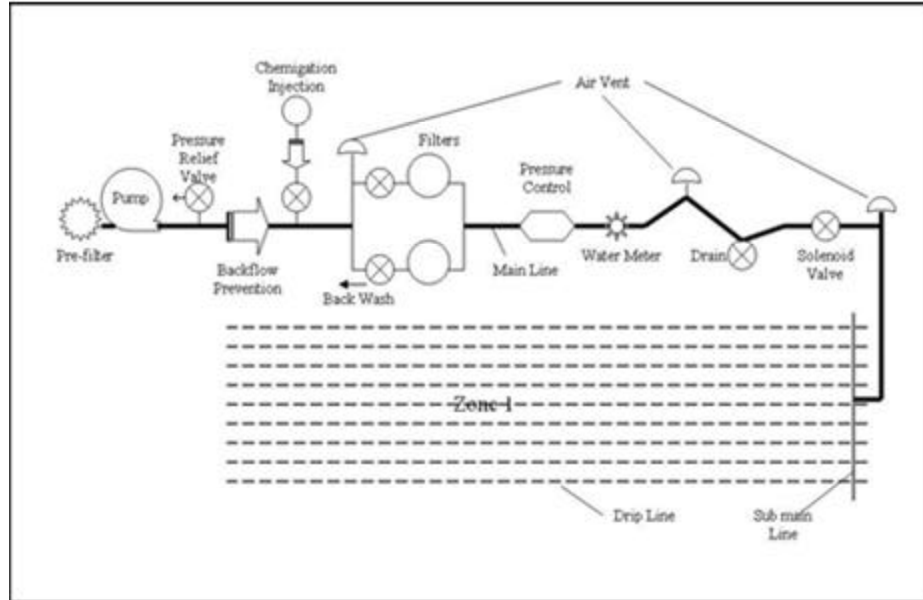 Chemigation
Injection
Air Vent
Pressure
Relief
Valve
Filters
Pressure
Control
Pump
Pre-filter
Backflow
Prevention
Back Wash
Main Line
Water Meter
Drain
Solenoid
Valve
Zone 1
Drip Line
Sub main
Line